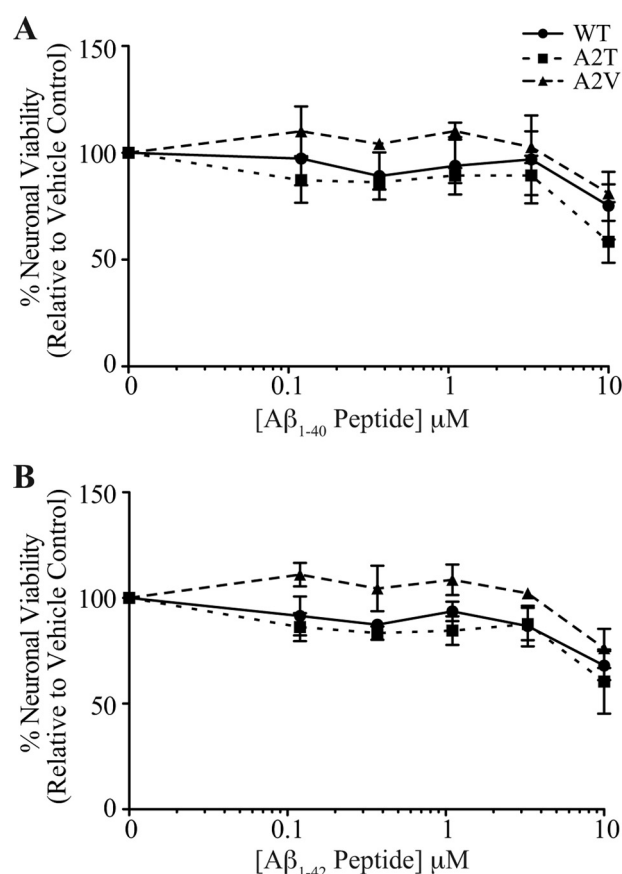 A
WT
A2T
A2V
% Neuronal Viability
(Relative to Vehicle Control)
150
100
50
0
0 0.1 1 10
[Aβ1-40 Peptide] μM
B
% Neuronal Viability
(Relative to Vehicle Control)
150
100
50
0
0 0.1 1 10
[Aβ1-42 Peptide] μM